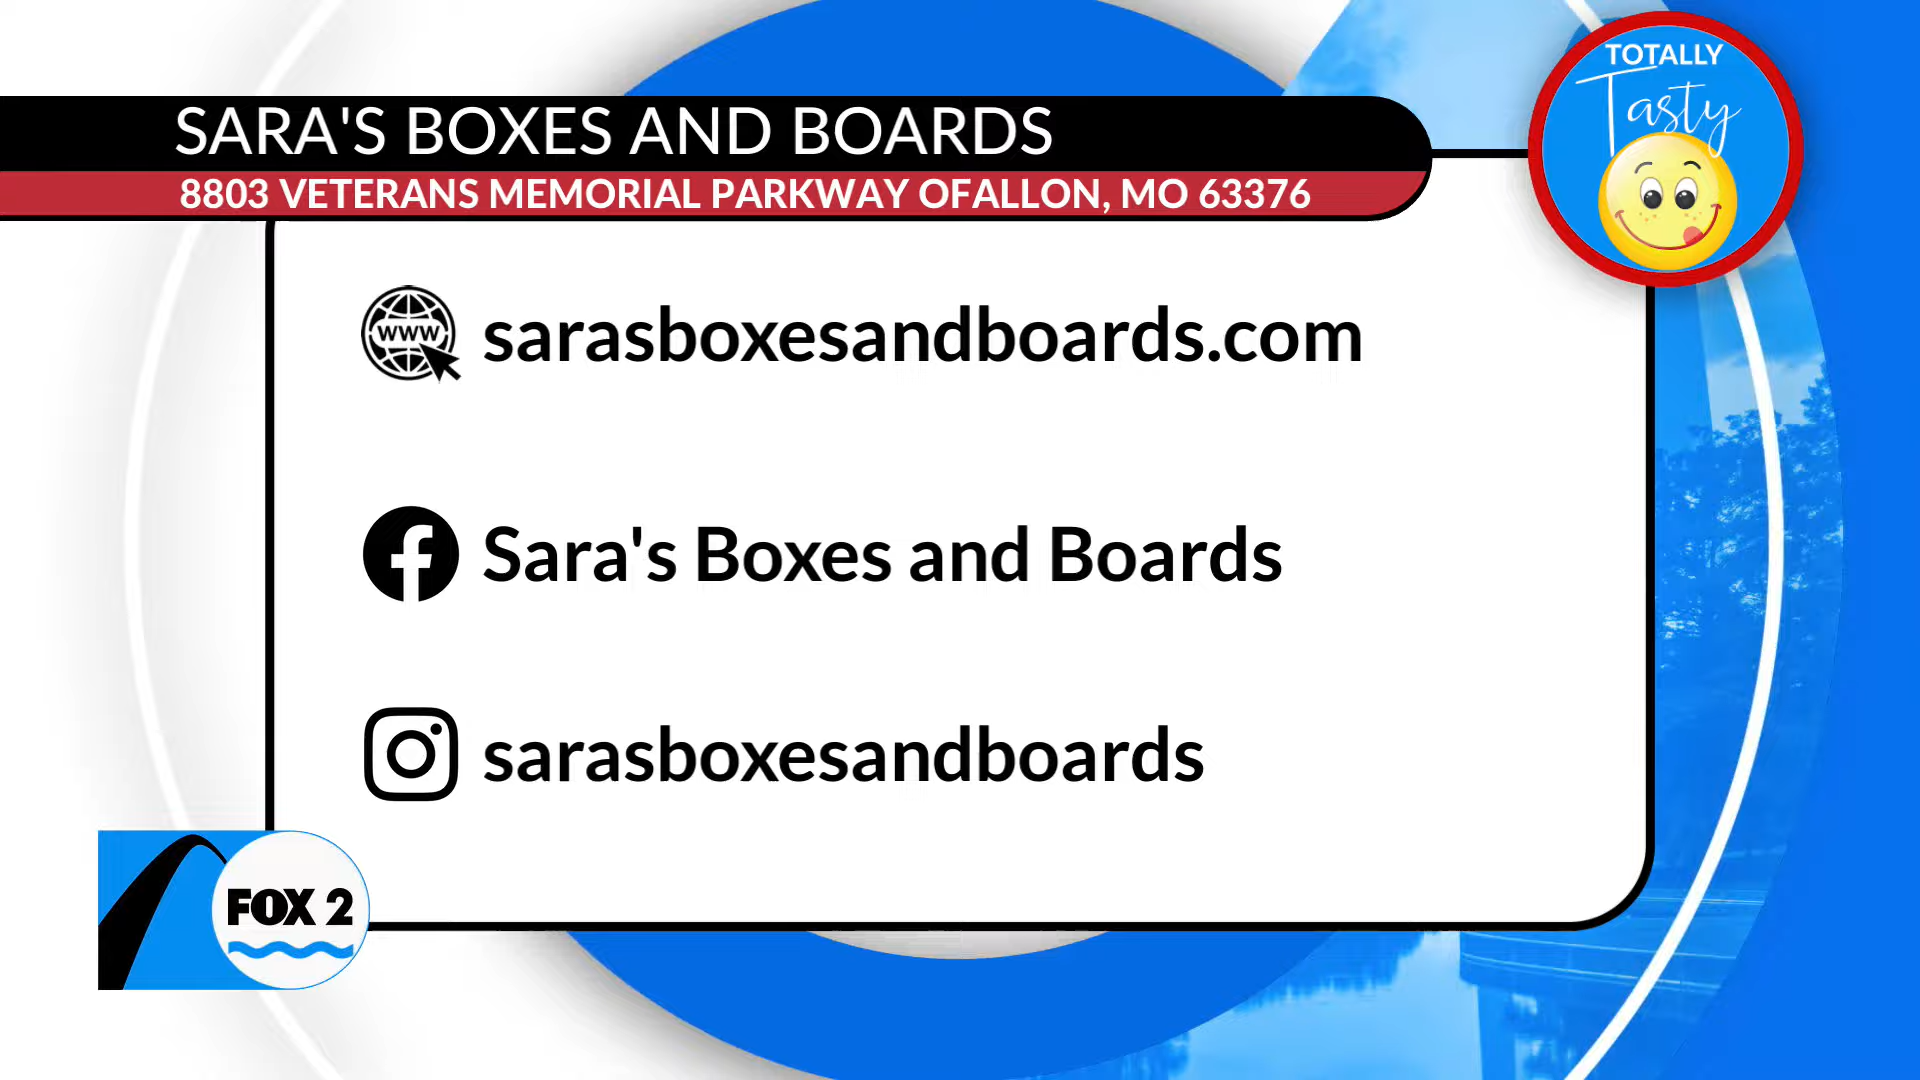 TOTALLY
Tasty
SARA'S BOXES AND BOARDS
8803 VETERANS MEMORIAL PARKWAY OFALLON, MO 63376
www
sarasboxesandboards.com
Sara's Boxes and Boards
sarasboxesandboards
FOX 2